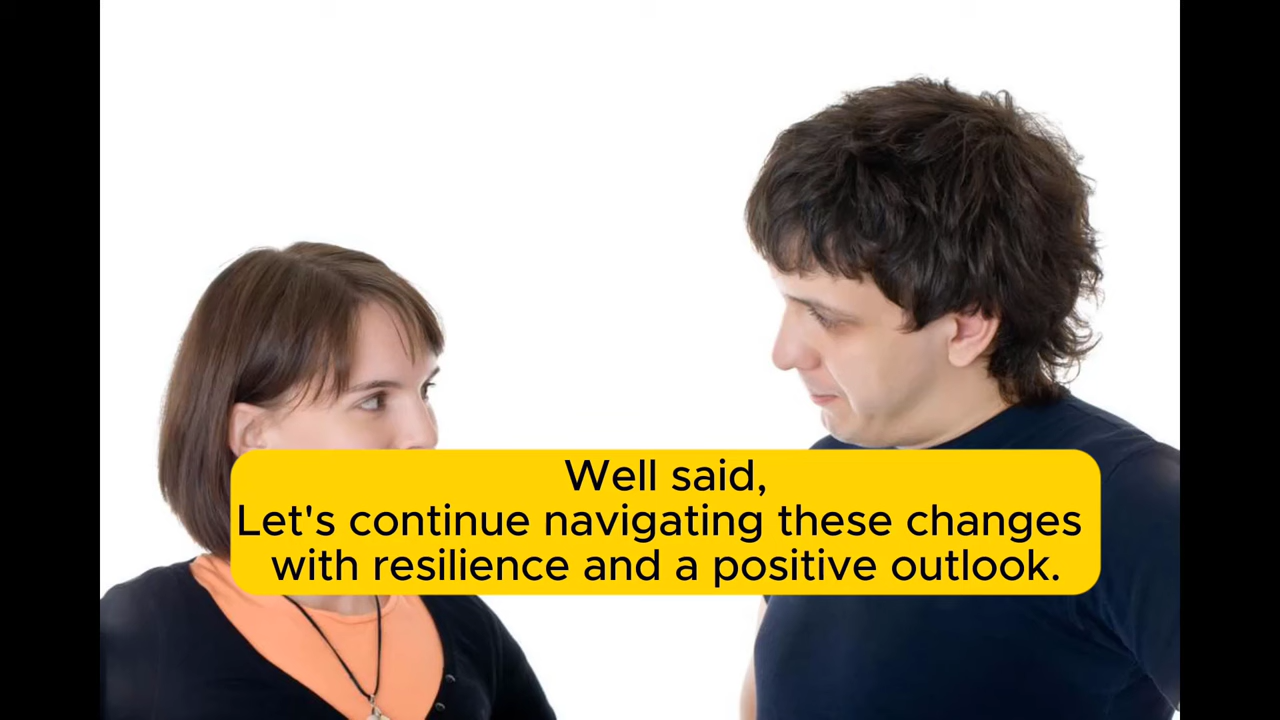 Well said,
Let's continue navigating these changes
with resilience and a positive outlook.